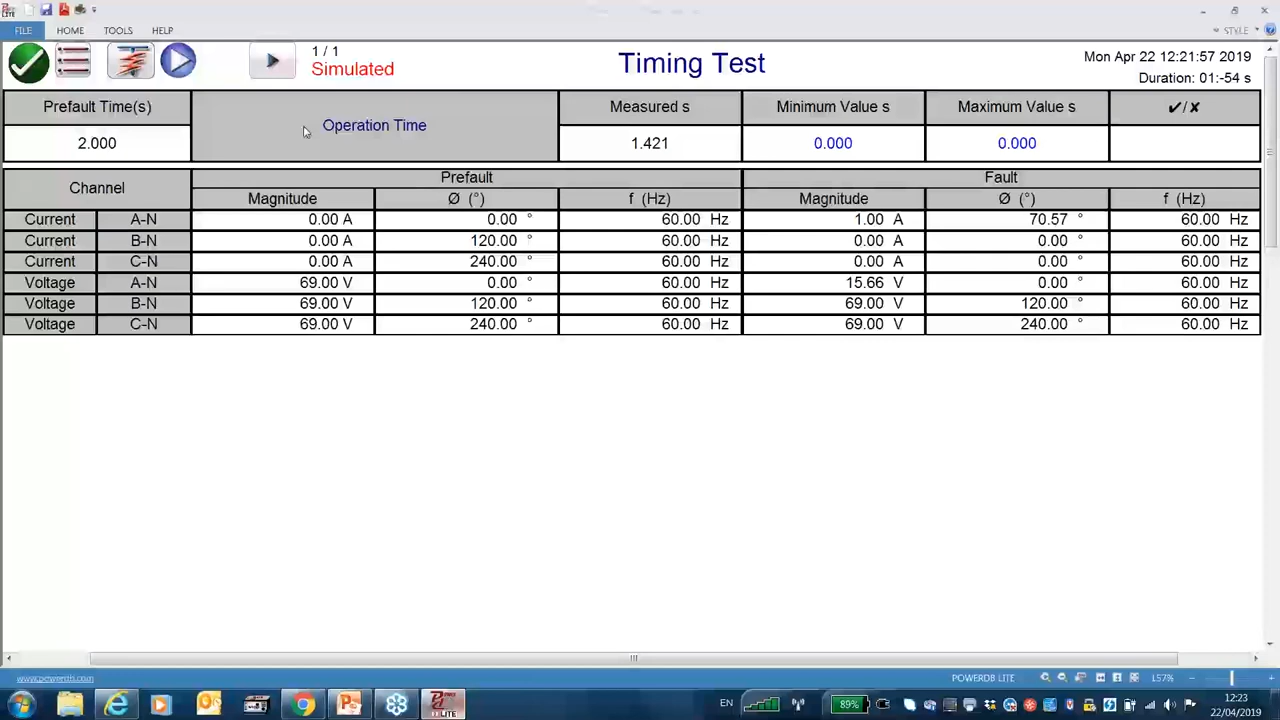 FILE HOME TOOLS HELP STYLE
1 / 1
Simulated
Timing Test
Mon Apr 22 12:21:57 2019
Duration: 01:-54 s
Prefault Time(s) Operation Time Measured s Minimum Value s Maximum Value s ✔/✘
2.000 1.421 0.000 0.000
Channel Prefault Fault
Magnitude Ø (°) f (Hz) Magnitude Ø (°) f (Hz)
Current A-N 0.00 A 0.00 ° 60.00 Hz 1.00 A 70.57 ° 60.00 Hz
Current B-N 0.00 A 120.00 ° 60.00 Hz 0.00 A 0.00 ° 60.00 Hz
Current C-N 0.00 A 240.00 ° 60.00 Hz 0.00 A 0.00 ° 60.00 Hz
Voltage A-N 69.00 V 0.00 ° 60.00 Hz 15.66 V 0.00 ° 60.00 Hz
Voltage B-N 69.00 V 120.00 ° 60.00 Hz 69.00 V 120.00 ° 60.00 Hz
Voltage C-N 69.00 V 240.00 ° 60.00 Hz 69.00 V 240.00 ° 60.00 Hz
www.powerdb.com POWERDB LITE 157%
EN 89% 12:23
22/04/2019